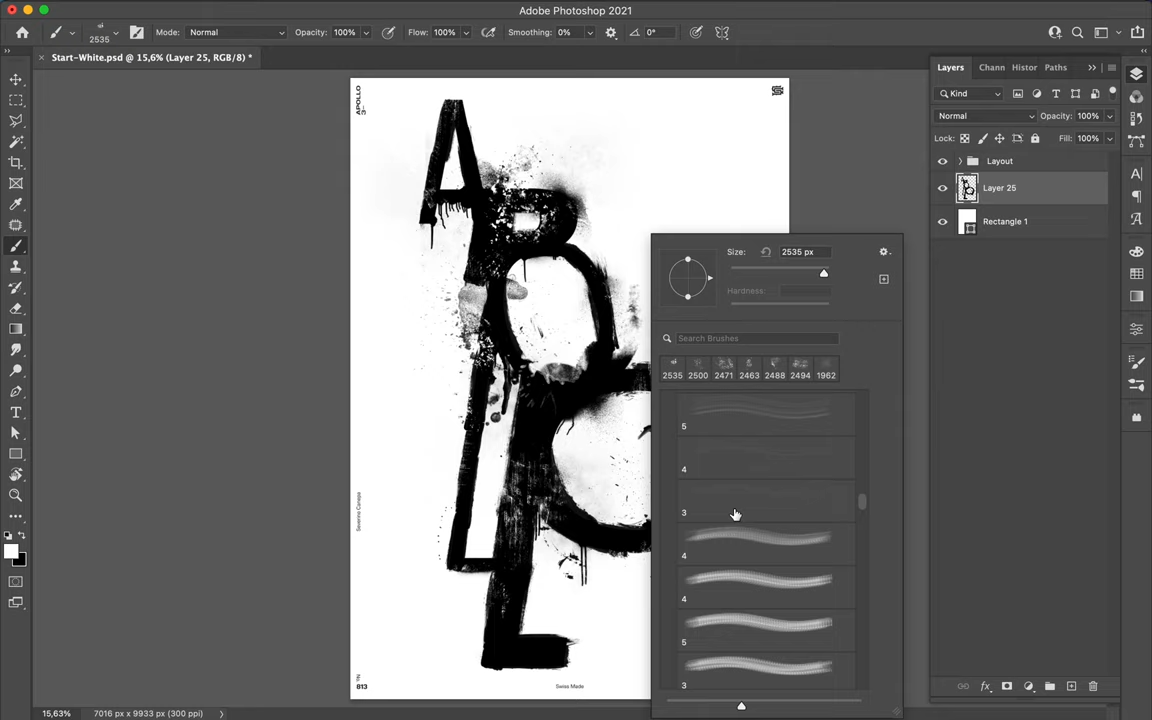 Adobe Photoshop 2021
2535
Mode: Normal
Opacity: 100%
Flow: 100%
Smoothing: 0%
0°
Start-White.psd @ 15,6% (Layer 25, RGB/8) *
Layers
Chann
Histor
Paths
Kind
Normal
Opacity: 100%
Lock:
Fill: 100%
Layout
Layer 25
Rectangle 1
APOLLO
813
Swiss Made
Size:
2535 px
Hardness:
Search Brushes
2535 2500 2471 2463 2488 2494 1962
5
4
3
4
4
5
3
15,63%
7016 px x 9933 px (300 ppi)